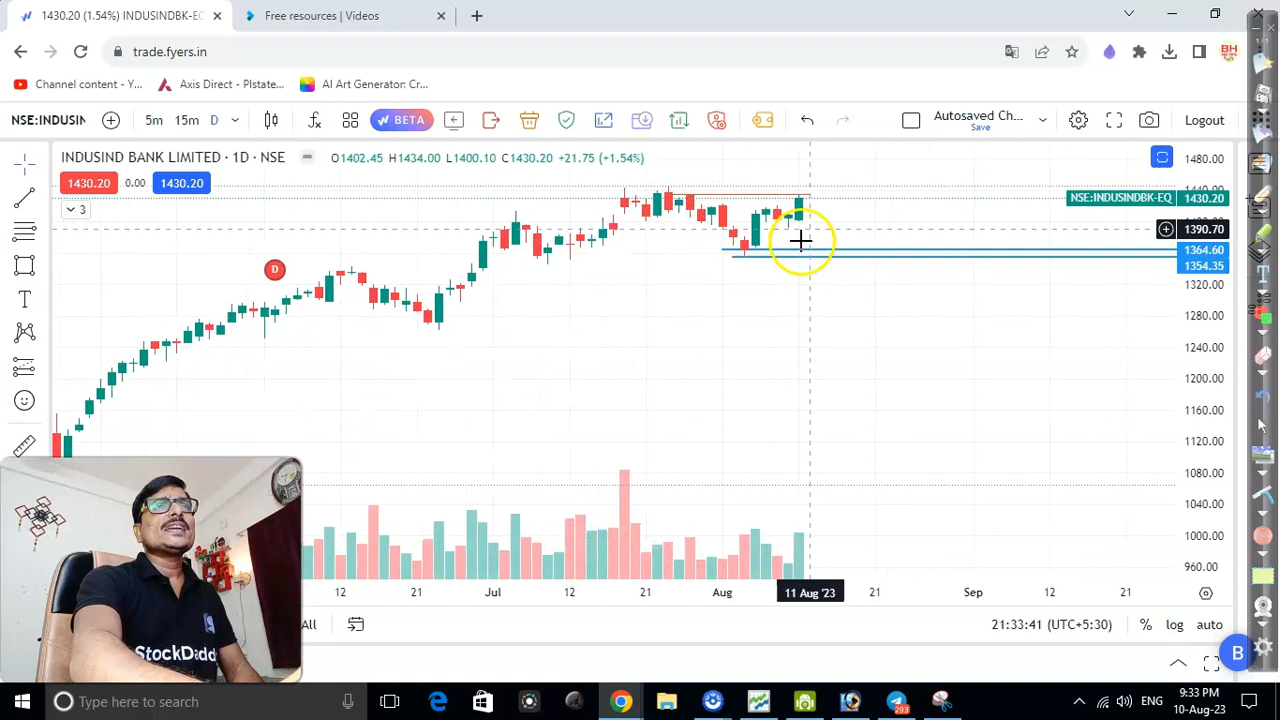 1430.20 (1.54%) INDUSINDBK-EQ
Free resources | Videos
trade.fyers.in
Channel content - Y...
Axis Direct - Plstate...
AI Art Generator: Cr...
NSE:INDUSIN
5m 15m D
BETA
Autosaved Ch...
Save
Logout
INDUSIND BANK LIMITED · 1D · NSE
O1402.45 H1434.00 L1400.10 C1430.20 +21.75 (+1.54%)
1430.20 0.00 1430.20
3
1480.00
1440.00
NSE:INDUSINDBK-EQ 1430.20
1390.70
1364.60
1354.35
1320.00
1280.00
1240.00
1200.00
1160.00
1120.00
1080.00
1040.00
1000.00
960.00
D
12 21 Jul 12 21 Aug 11 Aug '23 21 Sep 12 21
All
21:33:41 (UTC+5:30) % log auto
StockDaddy
B
Type here to search
293
ENG
9:33 PM
10-Aug-23